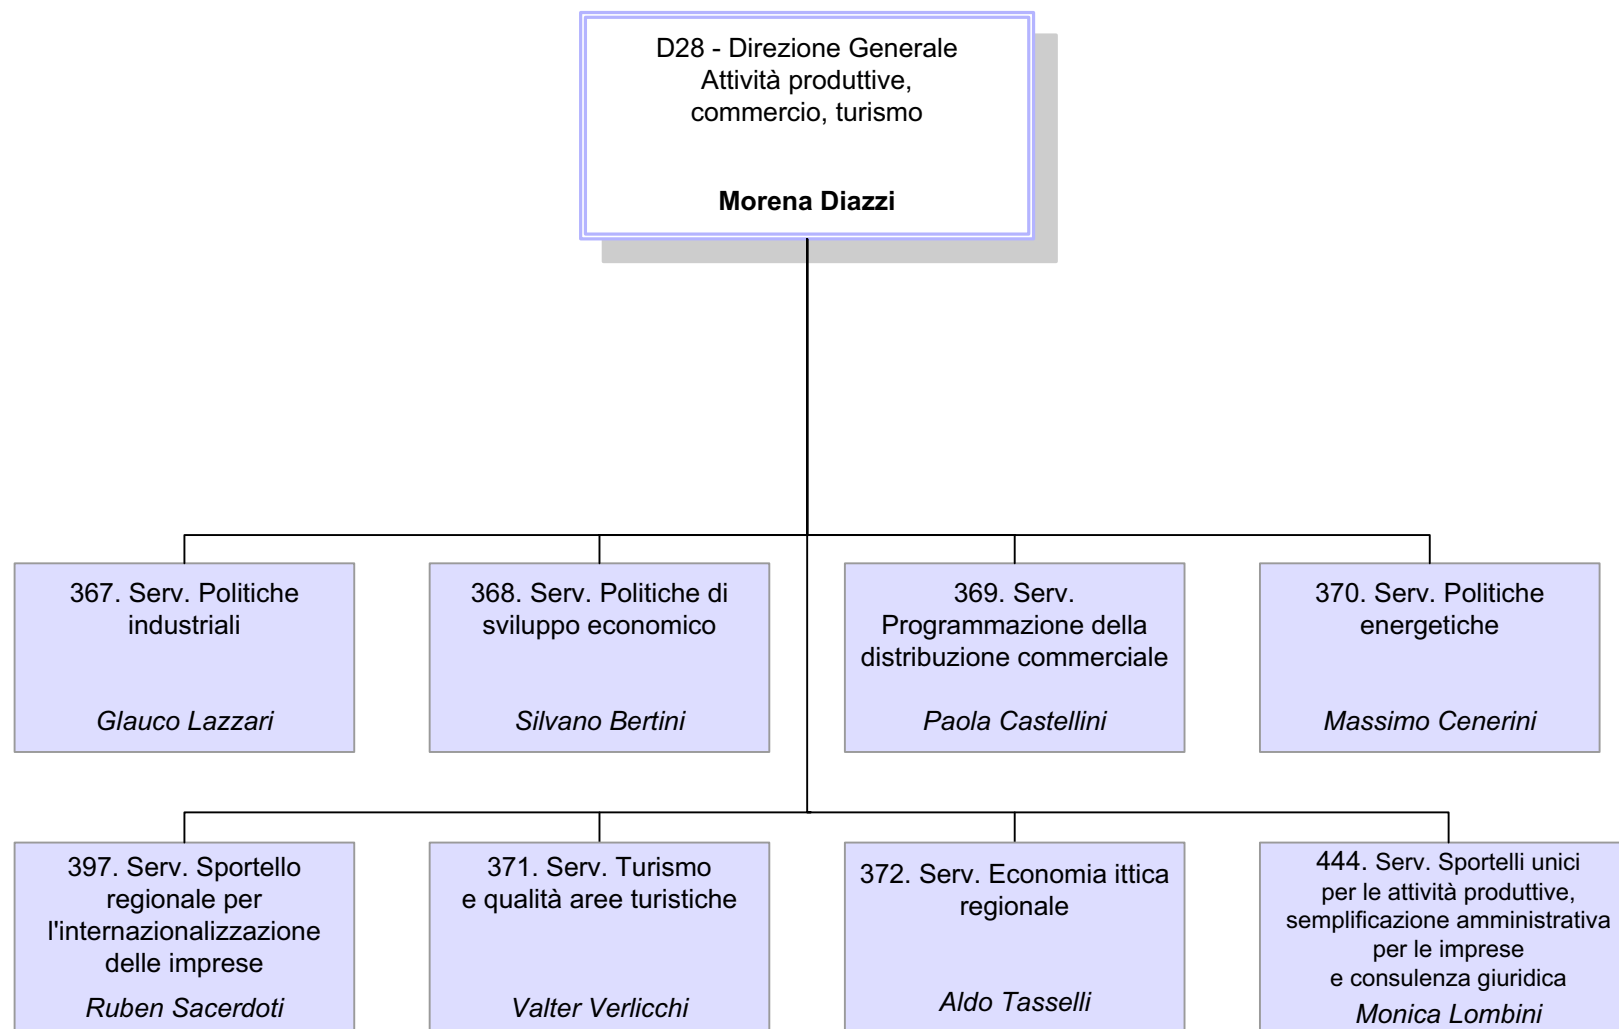 D28 - Direzione Generale
Attività produttive,
commercio, turismo
Morena Diazzi
367. Serv. Politiche
industriali
Glauco Lazzari
368. Serv. Politiche di
sviluppo economico
Silvano Bertini
369. Serv.
Programmazione della
distribuzione commerciale
Paola Castellini
370. Serv. Politiche
energetiche
Massimo Cenerini
397. Serv. Sportello
regionale per
l'internazionalizzazione
delle imprese
Ruben Sacerdoti
371. Serv. Turismo
e qualità aree turistiche
Valter Verlicchi
372. Serv. Economia ittica
regionale
Aldo Tasselli
444. Serv. Sportelli unici
per le attività produttive,
semplificazione amministrativa
per le imprese
e consulenza giuridica
Monica Lombini